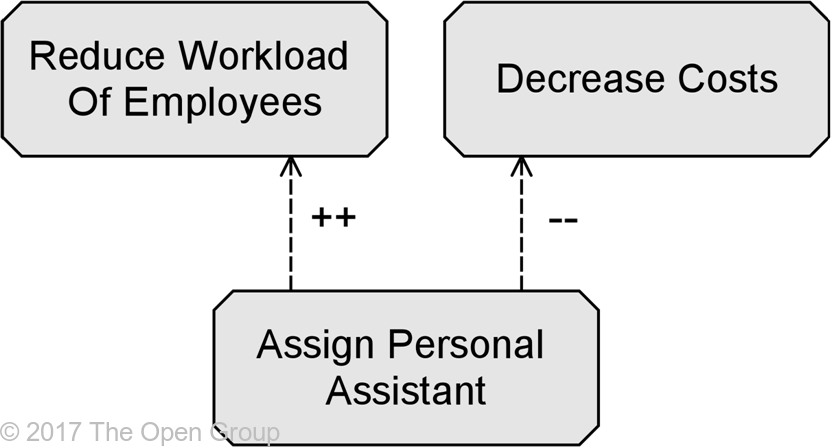 Reduce Workload
Of Employees
Decrease Costs
++
--
Assign Personal
Assistant
© 2017 The Open Group